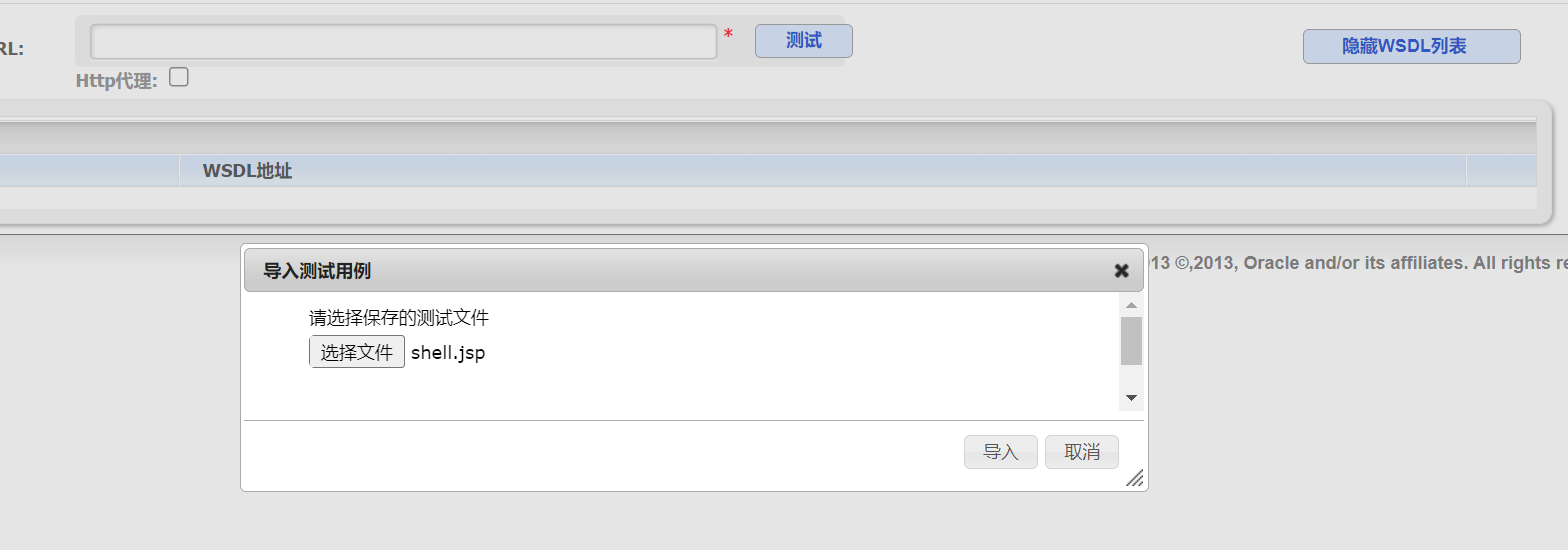 RL:
*
测试
隐藏WSDL列表
Http代理:
WSDL地址
13 ©,2013, Oracle and/or its affiliates. All rights re
导入测试用例
请选择保存的测试文件
选择文件 shell.jsp
导入
取消